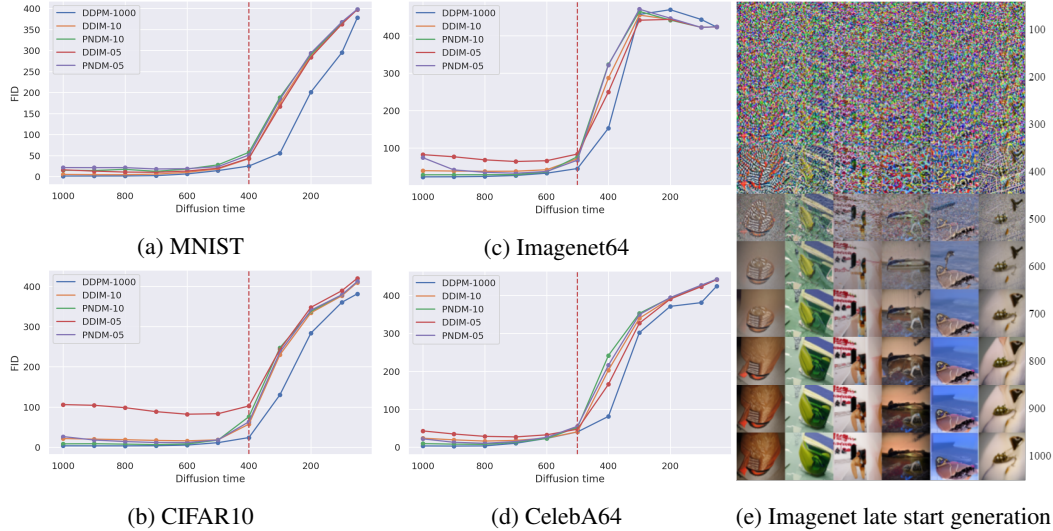 DDPM-1000
DDIM-10
PNDM-10
DDIM-05
PNDM-05
FID
400
350
300
250
200
150
100
50
0
1000
800
600
400
200
Diffusion time
(a) MNIST
DDPM-1000
DDIM-10
PNDM-10
DDIM-05
PNDM-05
400
300
200
100
1000
800
600
400
200
Diffusion time
(c) Imagenet64
DDPM-1000
DDIM-10
PNDM-10
DDIM-05
PNDM-05
FID
400
300
200
100
0
1000
800
600
400
200
Diffusion time
(b) CIFAR10
DDPM-1000
DDIM-10
PNDM-10
DDIM-05
PNDM-05
400
300
200
100
0
1000
800
600
400
200
Diffusion time
(d) CelebA64
50
100
200
300
400
500
600
700
800
900
1000
(e) Imagenet late start generation